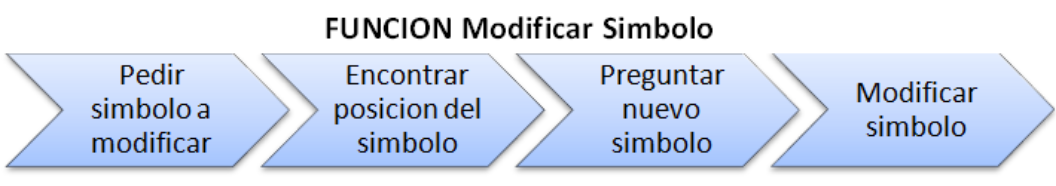 FUNCION Modificar Simbolo
Pedir
simbolo a
modificar
Encontrar
posicion del
simbolo
Preguntar
nuevo
simbolo
Modificar
simbolo